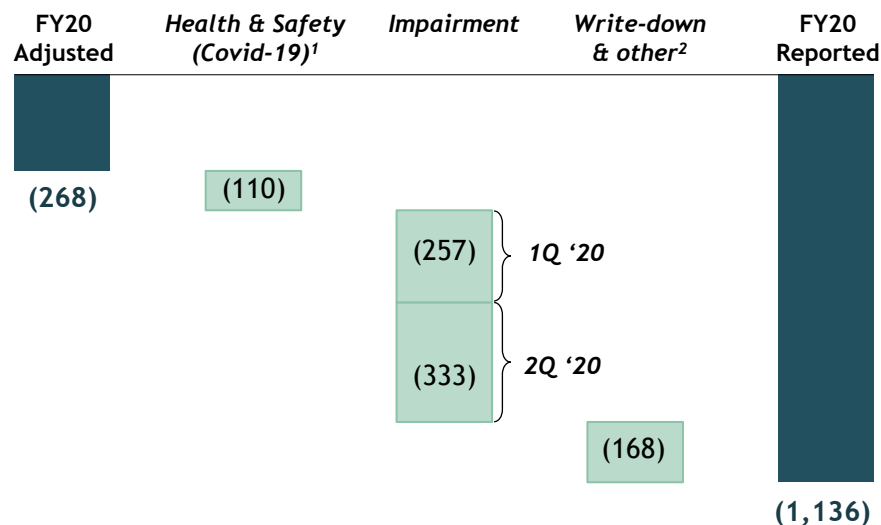 FY20
Adjusted
Health & Safety
(Covid-19)¹
Impairment
Write-down
& other²
FY20
Reported
(268)
(110)
(257)
1Q ‘20
(333)
2Q ‘20
(168)
(1,136)